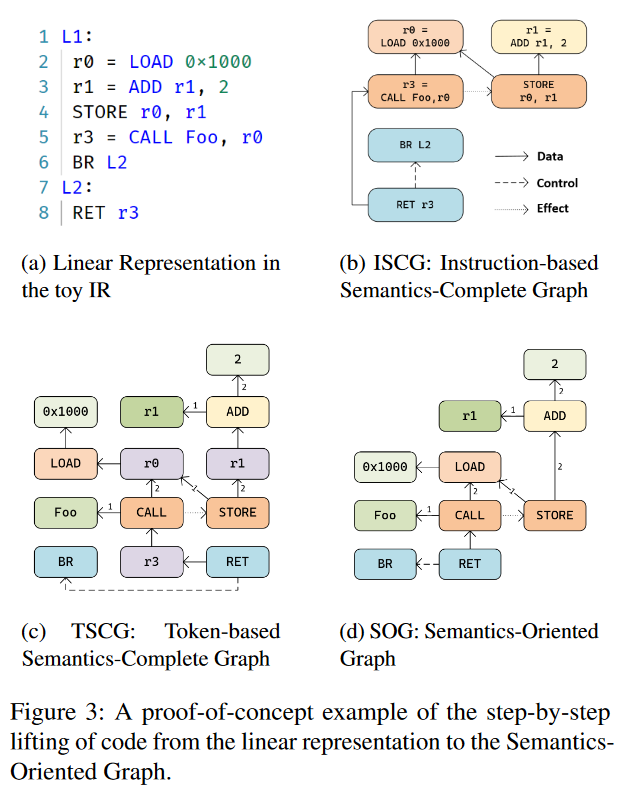 1 L1:
2 r0 = LOAD 0×1000
3 r1 = ADD r1, 2
4 STORE r0, r1
5 r3 = CALL Foo, r0
6 BR L2
7 L2:
8 RET r3
(a) Linear Representation in
the toy IR
r0 =
LOAD 0x1000
r1 =
ADD r1, 2
r3 =
CALL Foo,r0
STORE
r0, r1
BR L2
RET r3
Data
Control
Effect
(b) ISCG: Instruction-based
Semantics-Complete Graph
2
2
0x1000
r1
1
ADD
LOAD
r0
r1
2
1
2
Foo
1
CALL
STORE
BR
r3
RET
(c) TSCG: Token-based
Semantics-Complete Graph
2
2
r1
1
ADD
0x1000
LOAD
2
2
1
Foo
1
CALL
STORE
BR
RET
(d) SOG: Semantics-Oriented
Graph
Figure 3: A proof-of-concept example of the step-by-step
lifting of code from the linear representation to the Semantics-
Oriented Graph.